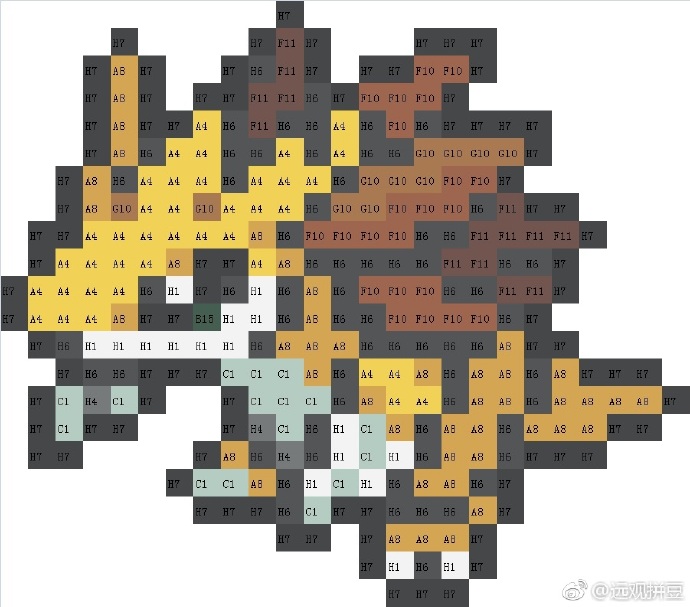 H7
H7 H7 F11 H7 H7 H7 H7
H7 A8 H7 H7 H6 F11 H7 H7 H7 F10 F10 H7
H7 A8 H7 H7 H7 F11 F11 H6 H7 F10 F10 F10 H7
H7 A8 H7 H7 A4 H6 F11 H6 H6 A4 H6 F10 H6 H7 H7 H7 H7
H7 A8 H6 A4 A4 H6 H6 A4 H6 A4 H6 H6 G10 G10 G10 G10 H7
H7 A8 H6 A4 A4 A4 H6 A4 A4 A4 H6 G10 G10 G10 F10 F10 H7
H7 A8 G10 A4 A4 G10 A4 A4 A4 H6 G10 G10 F10 F10 F10 H6 F11 H7 H7
H7 H7 A4 A4 A4 A4 A4 A4 A8 H6 F10 F10 F10 F10 H6 H6 F11 F11 F11 F11 H7
H7 A4 A4 A4 A4 A8 H7 H7 A4 A8 H6 H6 H6 H6 H6 F11 F11 H6 H6 H7
H7 A4 A4 A4 A4 H6 H1 H7 H6 H1 H6 A8 H6 F10 F10 F10 H6 H6 F11 F11 H7
H7 A4 A4 A4 A8 H7 H7 B15 H1 H1 H6 A8 H6 H6 F10 F10 F10 F10 H6 H6 H7
H7 H6 H1 H1 H1 H1 H1 H1 H6 A8 A8 A8 H6 H6 H6 H6 H6 A8 H7 H7
H7 H6 H6 H7 H7 H7 C1 C1 C1 A8 H6 A4 A4 A8 H6 A8 A8 H6 A8 H7 H7 H7
H7 C1 H4 C1 H7 H7 C1 C1 C1 H6 A8 A4 A4 H6 A8 A8 H6 A8 A8 A8 A8 H7
H7 C1 H7 H7 H7 H4 C1 H6 H1 C1 A8 H6 A8 A8 H6 A8 A8 A8 H7 H7
H7 H7 H7 A8 H6 H4 H6 H1 C1 H1 H6 A8 A8 H6 H7 H7 H7
H7 C1 C1 A8 H6 H1 C1 H1 H6 A8 A8 A8 H6 H7
H7 H7 H7 H6 C1 H7 H7 H6 H6 H6 A8 H7
H7 H7 H7 A8 A8 A8 H7
H7 H1 H6 H1 H7
H7 H7 H7
@远观拼豆